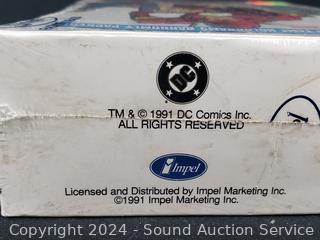 DC
TM & © 1991 DC Comics Inc.
ALL RIGHTS RESERVED
Impel
Licensed and Distributed by Impel Marketing Inc.
©1991 Impel Marketing Inc.
Copyright 2024 - Sound Auction Service